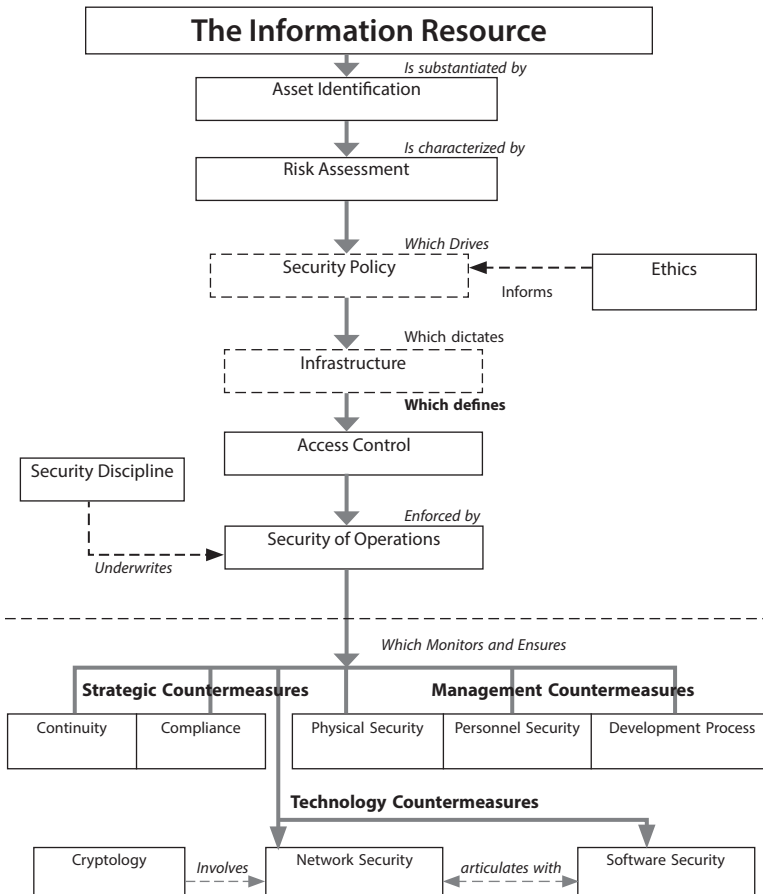 The Information Resource
Is substantiated by
Asset Identification
Is characterized by
Risk Assessment
Which Drives
Security Policy
Ethics
Informs
Which dictates
Infrastructure
Which defines
Access Control
Security Discipline
Enforced by
Security of Operations
Underwrites
Which Monitors and Ensures
Strategic Countermeasures
Management Countermeasures
Continuity
Compliance
Physical Security
Personnel Security
Development Process
Technology Countermeasures
Cryptology
Involves
Network Security
articulates with
Software Security